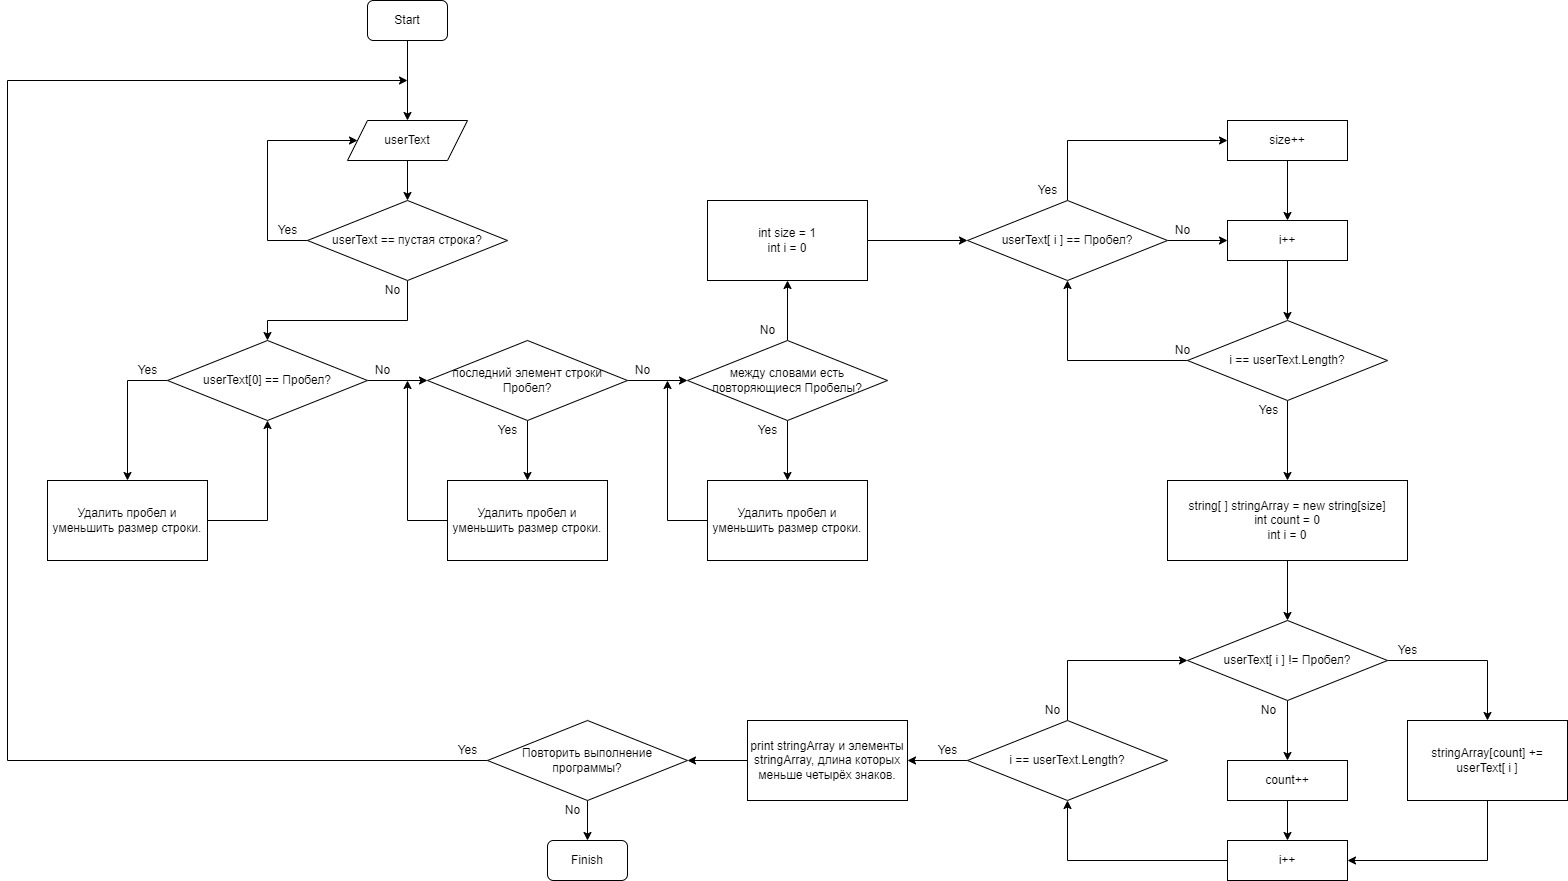 Start
userText
userText == пустая строка?
Yes
No
userText[0] == Пробел?
Yes
No
Удалить пробел и
уменьшить размер строки.
последний элемент строки
Пробел?
Yes
No
Удалить пробел и
уменьшить размер строки.
между словами есть
повторяющиеся Пробелы?
Yes
No
Удалить пробел и
уменьшить размер строки.
int size = 1
int i = 0
userText[ i ] == Пробел?
Yes
No
size++
i++
i == userText.Length?
No
Yes
string[ ] stringArray = new string[size]
int count = 0
int i = 0
userText[ i ] != Пробел?
Yes
No
stringArray[count] +=
userText[ i ]
count++
i++
i == userText.Length?
No
Yes
print stringArray и элементы
stringArray, длина которых
меньше четырёх знаков.
Повторить выполнение
программы?
Yes
No
Finish